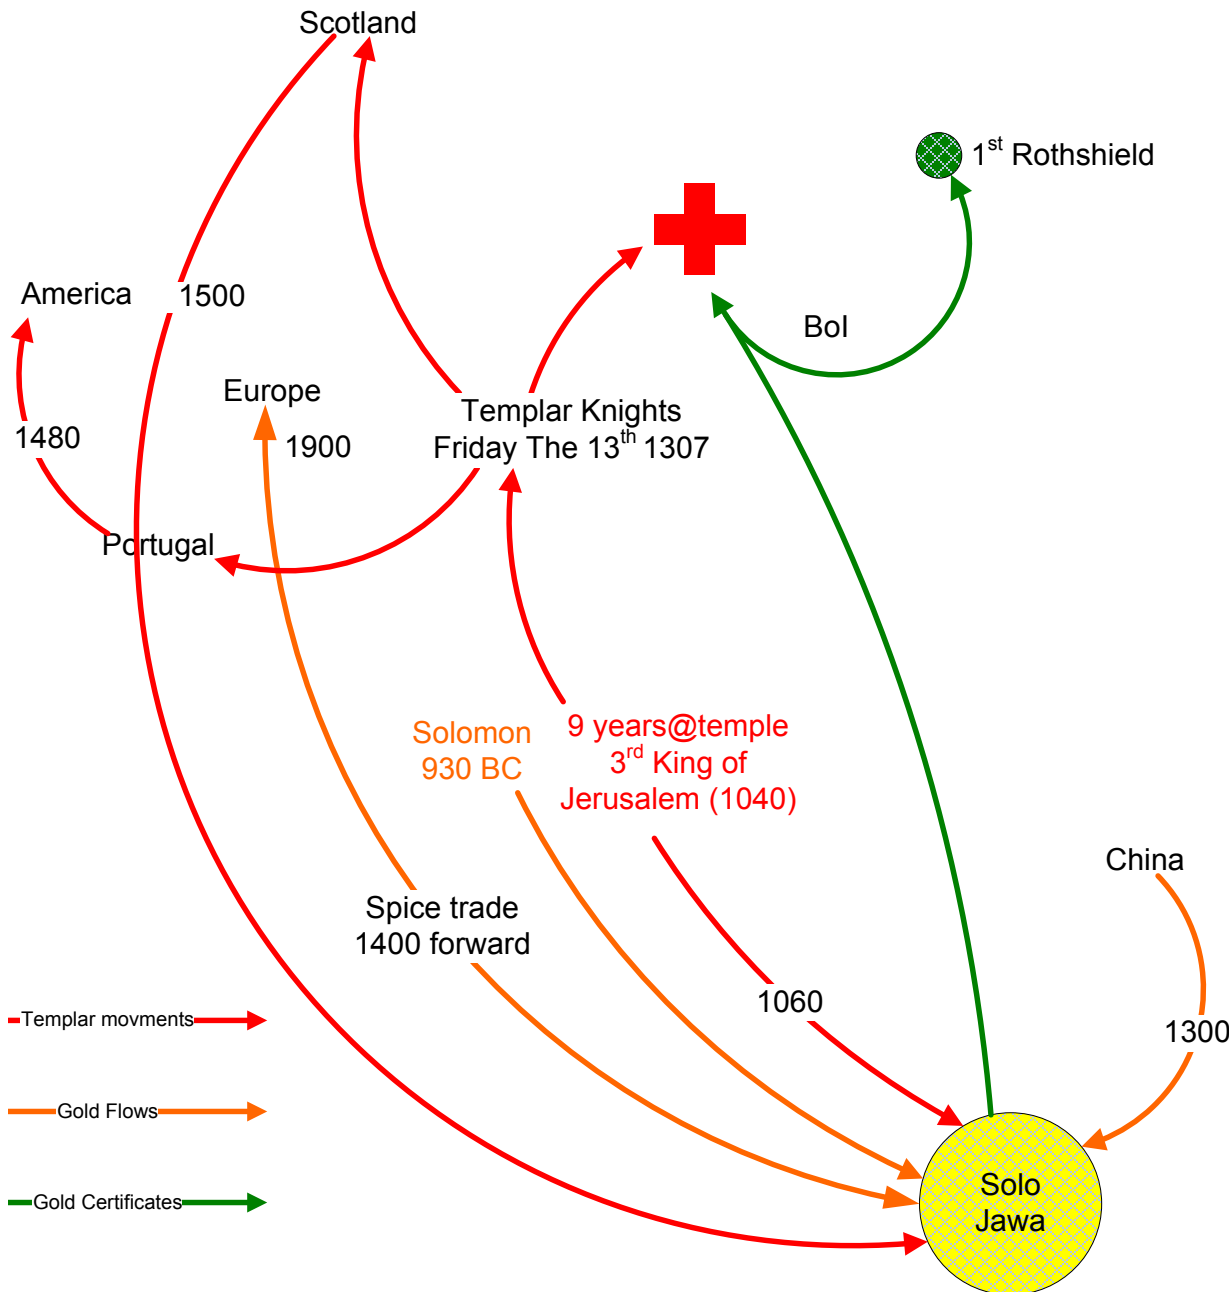 Scotland
1st Rothshield
America
1500
BoI
Europe
1900
Templar Knights
Friday The 13th 1307
1480
Portugal
Solomon
930 BC
9 years@temple
3rd King of
Jerusalem (1040)
China
Spice trade
1400 forward
1060
1300
Templar movments
Gold Flows
Gold Certificates
Solo
Jawa